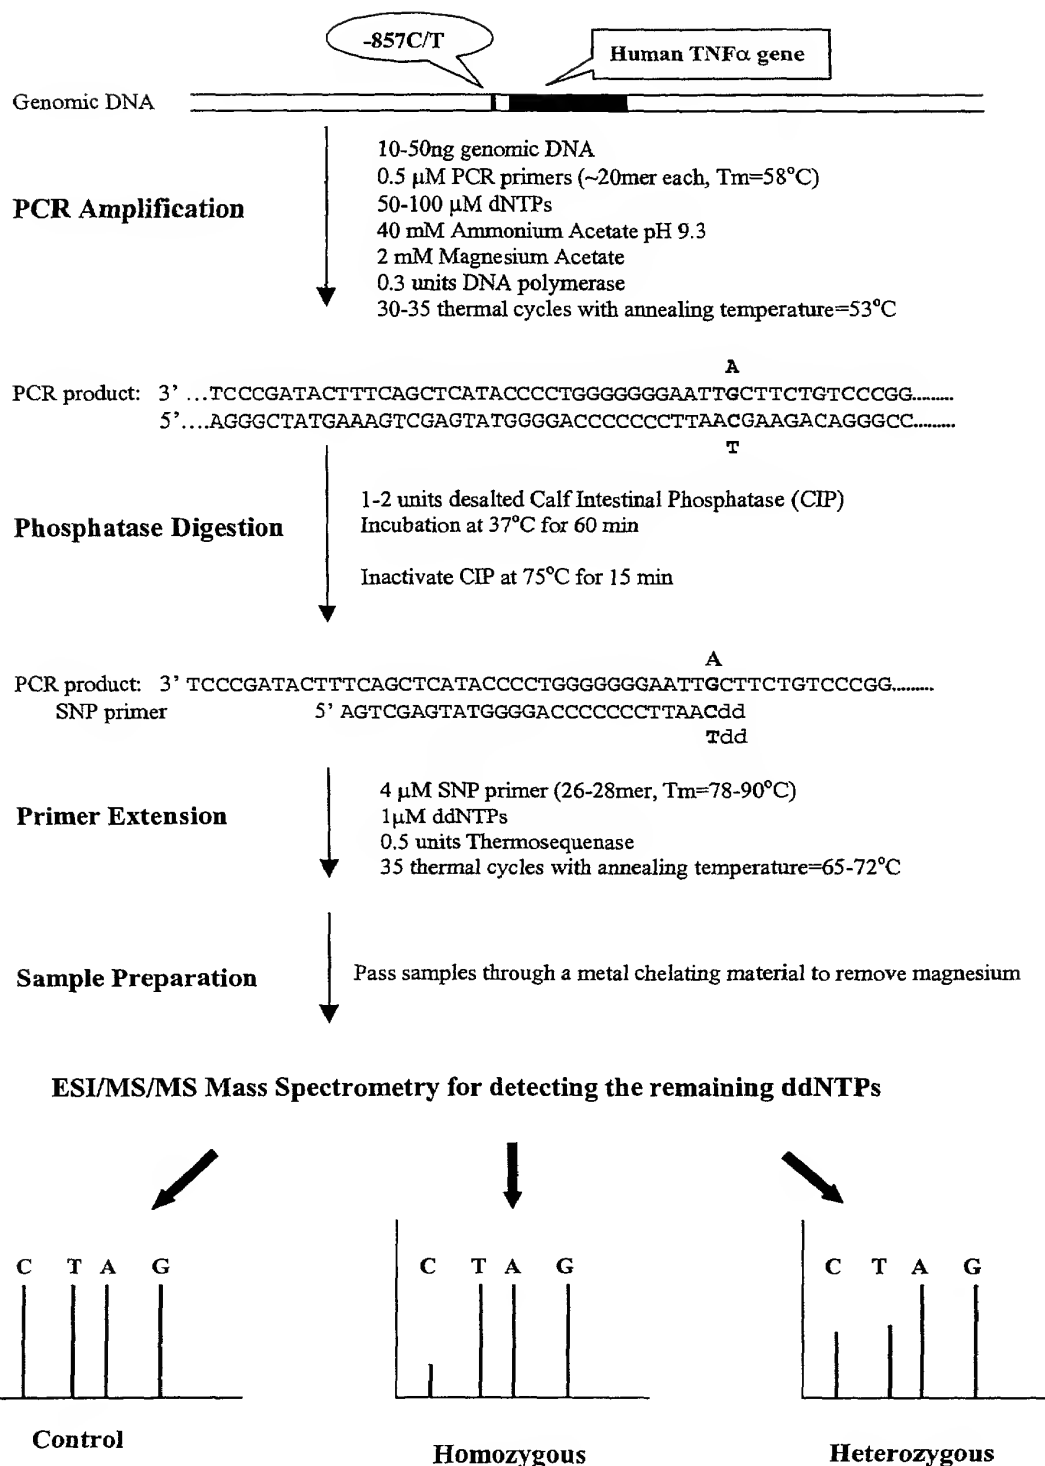 -857C/T
Human TNFα gene
Genomic DNA
10-50ng genomic DNA
0.5 μM PCR primers (~20mer each, Tm=58°C)
PCR Amplification
50-100 μM dNTPs
40 mM Ammonium Acetate pH 9.3
2 mM Magnesium Acetate
0.3 units DNA polymerase
30-35 thermal cycles with annealing temperature=53°C
A
PCR product: 3' ...TCCCGATACTTTCAGCTCATACCCCTGGGGGGGAATTGCTTCTGTCCCGG.........
5'....AGGGCTATGAAAGTCGAGTATGGGGACCCCCCCTTAACGAAGACAGGGCC.........
T
1-2 units desalted Calf Intestinal Phosphatase (CIP)
Phosphatase Digestion
Incubation at 37°C for 60 min
Inactivate CIP at 75°C for 15 min
A
PCR product: 3' TCCCGATACTTTCAGCTCATACCCCTGGGGGGGAATTGCTTCTGTCCCGG.........
SNP primer 5' AGTCGAGTATGGGGACCCCCCCTTAACdd
Tdd
4 μM SNP primer (26-28mer, Tm=78-90°C)
Primer Extension
1μM ddNTPs
0.5 units Thermosequenase
35 thermal cycles with annealing temperature=65-72°C
Sample Preparation
Pass samples through a metal chelating material to remove magnesium
ESI/MS/MS Mass Spectrometry for detecting the remaining ddNTPs
C T A G
C T A G
C T A G
Control
Homozygous
Heterozygous